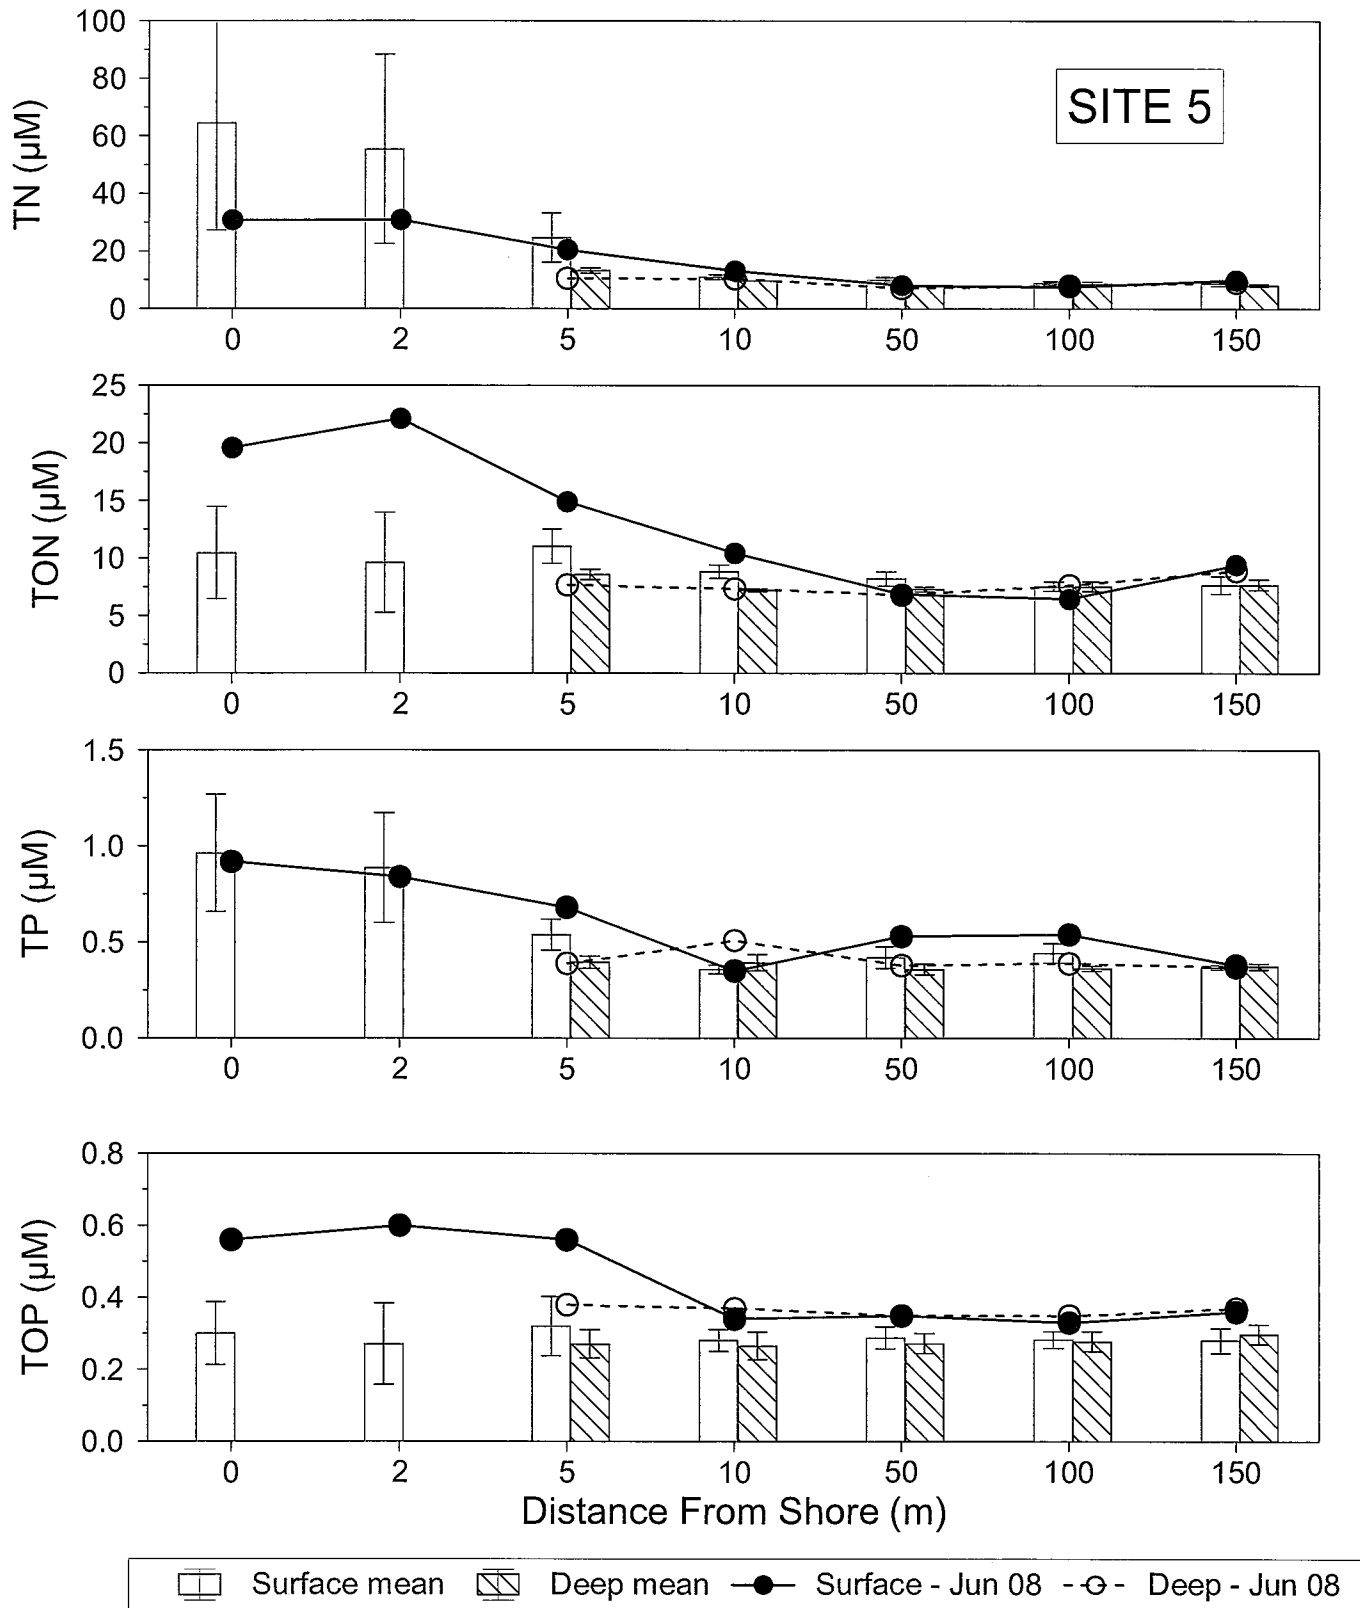 SITE 5
TN (µM)
100
80
60
40
20
0
0 2 5 10 50 100 150
TON (µM)
25
20
15
10
5
0
0 2 5 10 50 100 150
TP (µM)
1.5
1.0
0.5
0.0
0 2 5 10 50 100 150
TOP (µM)
0.8
0.6
0.4
0.2
0.0
0 2 5 10 50 100 150
Distance From Shore (m)
Surface mean Deep mean Surface - Jun 08 Deep - Jun 08